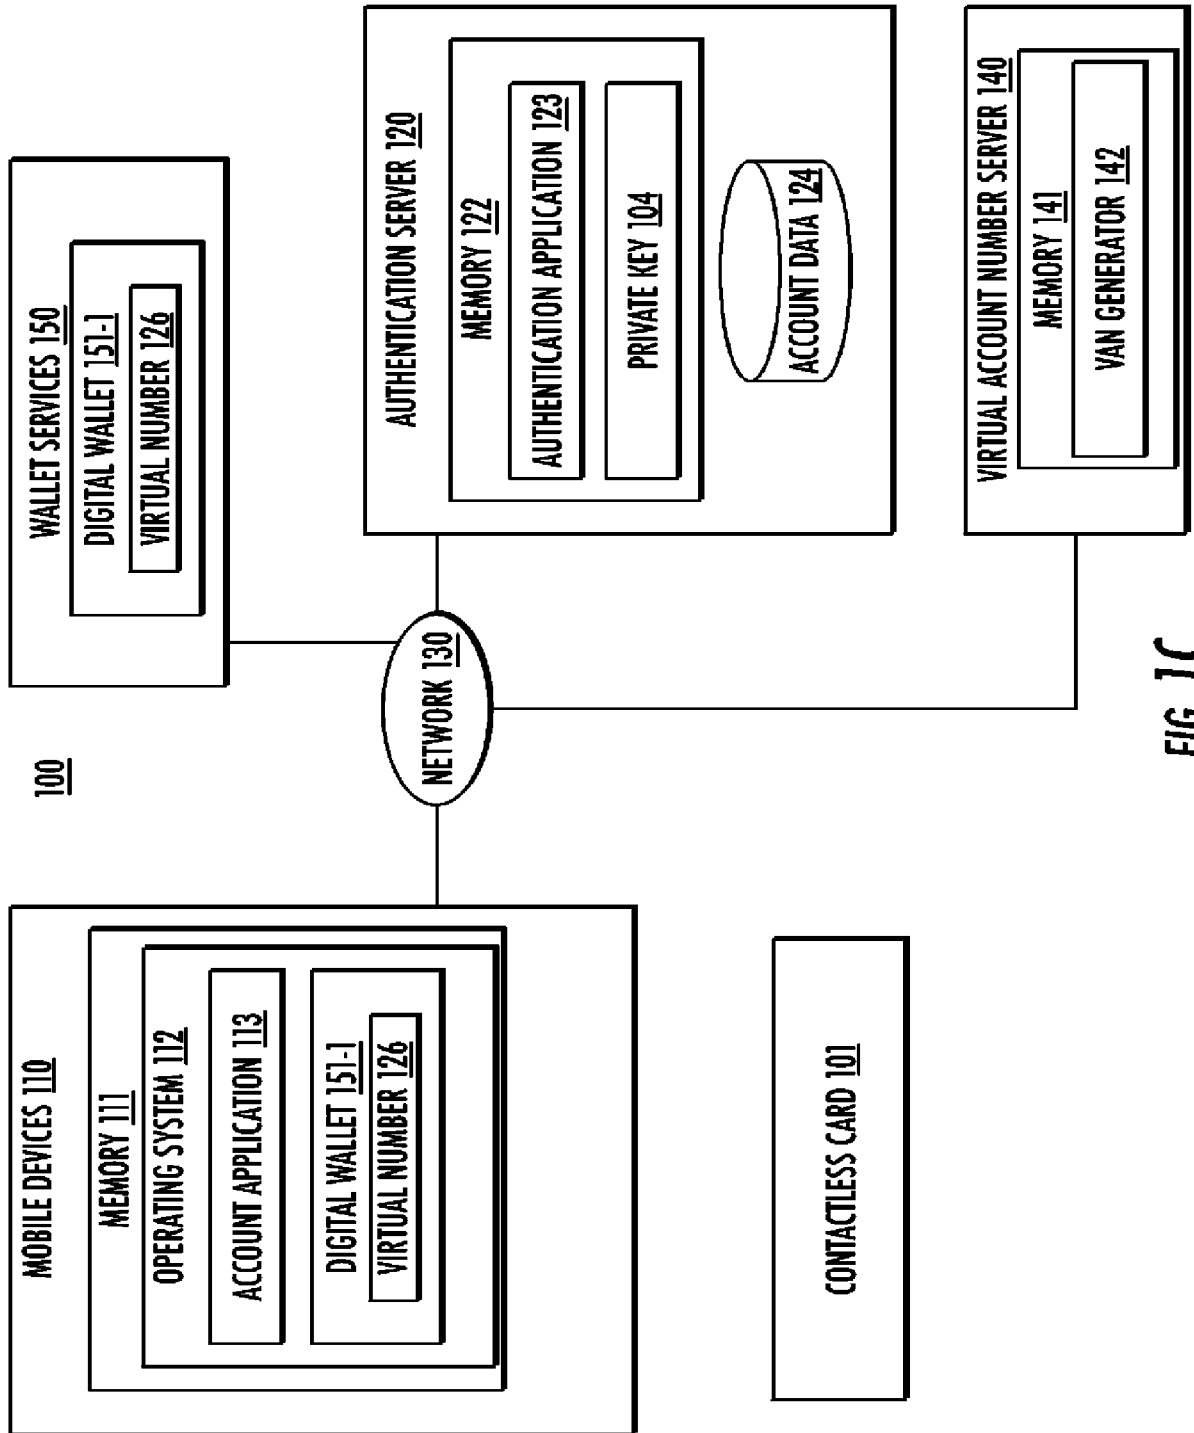 100
MOBILE DEVICES 110
MEMORY 111
OPERATING SYSTEM 112
ACCOUNT APPLICATION 113
DIGITAL WALLET 151-1
VIRTUAL NUMBER 126
CONTACTLESS CARD 101
NETWORK 130
WALLET SERVICES 150
DIGITAL WALLET 151-1
VIRTUAL NUMBER 126
AUTHENTICATION SERVER 120
MEMORY 122
AUTHENTICATION APPLICATION 123
PRIVATE KEY 104
ACCOUNT DATA 124
VIRTUAL ACCOUNT NUMBER SERVER 140
MEMORY 141
VAN GENERATOR 142
FIG. 1C